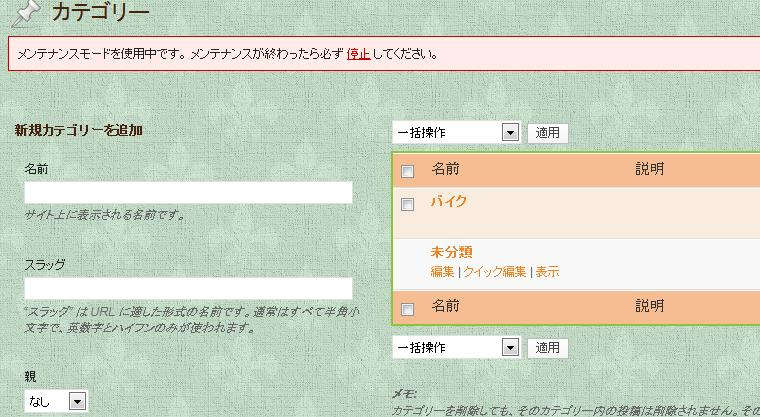 カテゴリー
メンテナンスモードを使用中です。メンテナンスが終わったら必ず 停止 してください。
新規カテゴリーを追加
名前
サイト上に表示される名前です。
スラッグ
“スラッグ” は URL に適した形式の名前です。通常はすべて半角小
文字で、英数字とハイフンのみが使われます。
親
なし
一括操作 適用
名前 説明
バイク
未分類
編集 | クイック編集 | 表示
名前 説明
一括操作 適用
メモ:
カテゴリーを削除しても、そのカテゴリー内の投稿は削除されません。その